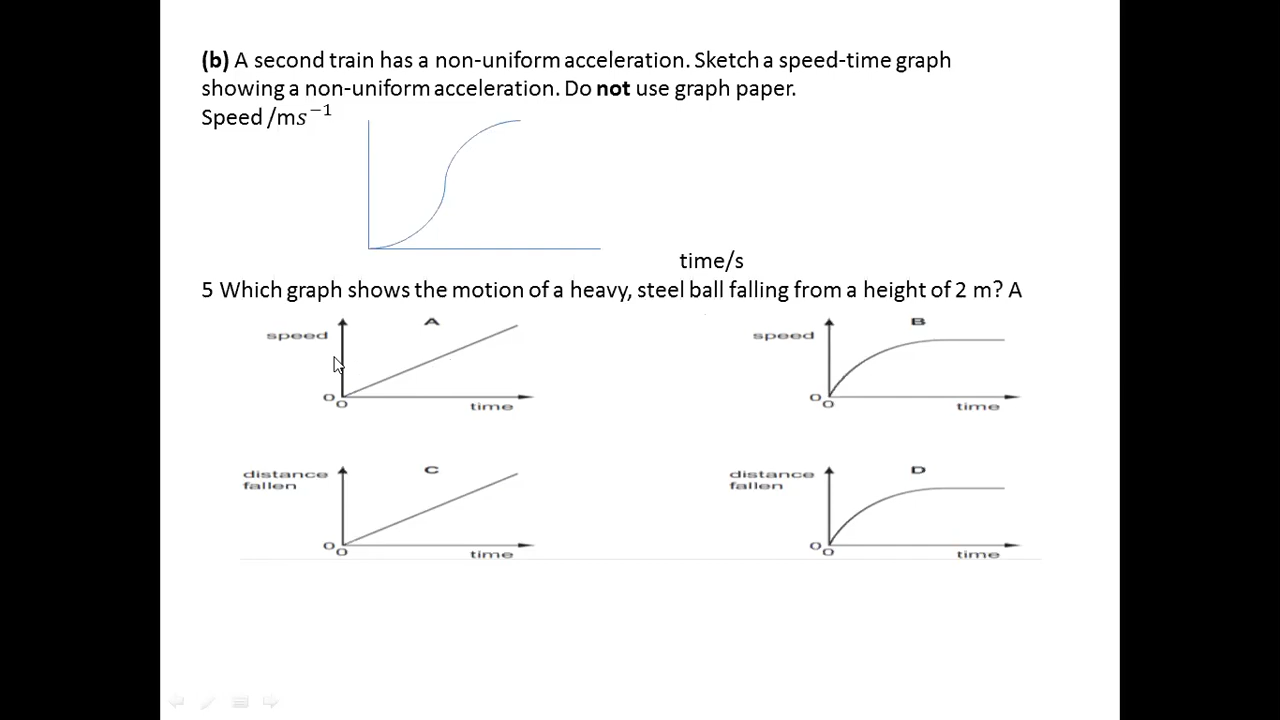 (b) A second train has a non-uniform acceleration. Sketch a speed-time graph
showing a non-uniform acceleration. Do not use graph paper.
Speed /ms⁻¹
time/s
5 Which graph shows the motion of a heavy, steel ball falling from a height of 2 m? A
A
speed
0
0
time
B
speed
0
0
time
C
distance
fallen
0
0
time
D
distance
fallen
0
0
time